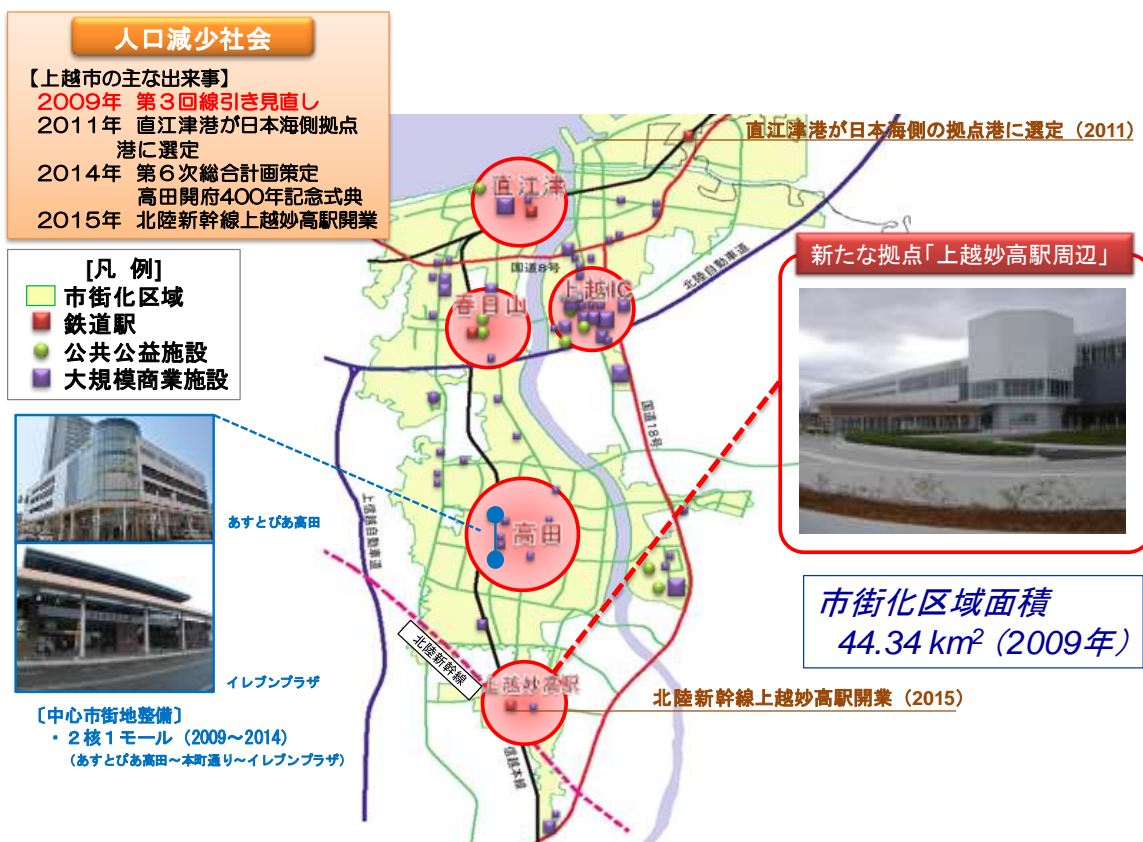 人口減少社会
【上越市の主な出来事】
2009年 第3回線引き見直し
2011年 直江津港が日本海側拠点
港に選定
2014年 第6次総合計画策定
高田開府400年記念式典
2015年 北陸新幹線上越妙高駅開業
[凡 例]
市街化区域
鉄道駅
公共公益施設
大規模商業施設
直江津港が日本海側の拠点港に選定(2011)
直江津
国道8号
北陸自動車道
春日山
上越IC
国道18号
上信越自動車道
高田
北陸新幹線
上越妙高駅
信越本線
新たな拠点「上越妙高駅周辺」
市街化区域面積
44.34 km²(2009年)
北陸新幹線上越妙高駅開業(2015)
あすとぴあ高田
イレブンプラザ
〔中心市街地整備〕
・2核1モール(2009~2014)
(あすとぴあ高田~本町通り~イレブンプラザ)